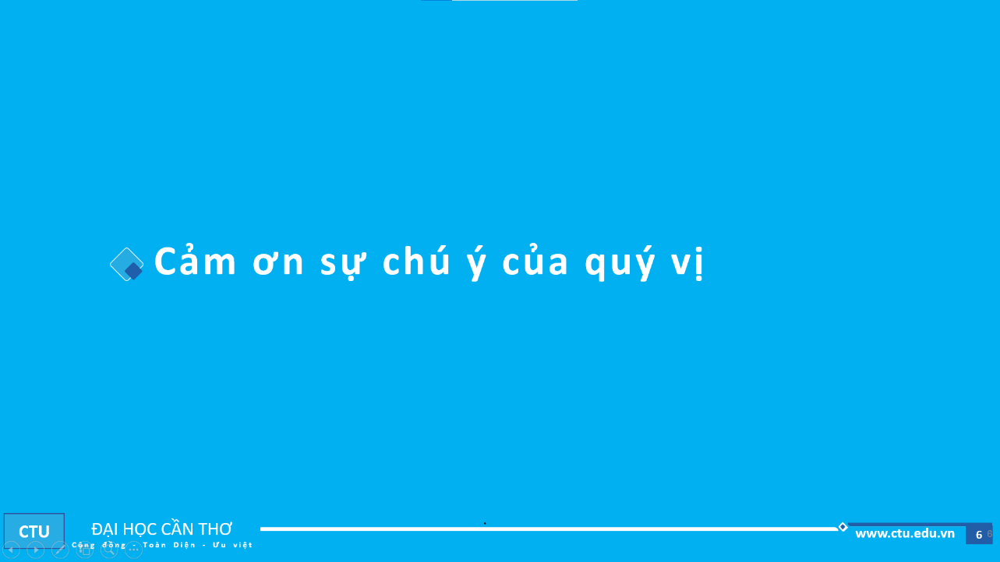 Cảm ơn sự chú ý của quý vị
CTU
ĐẠI HỌC CẦN THƠ
Cộng đồng - Toàn Diện - Ưu việt
www.ctu.edu.vn
6
6